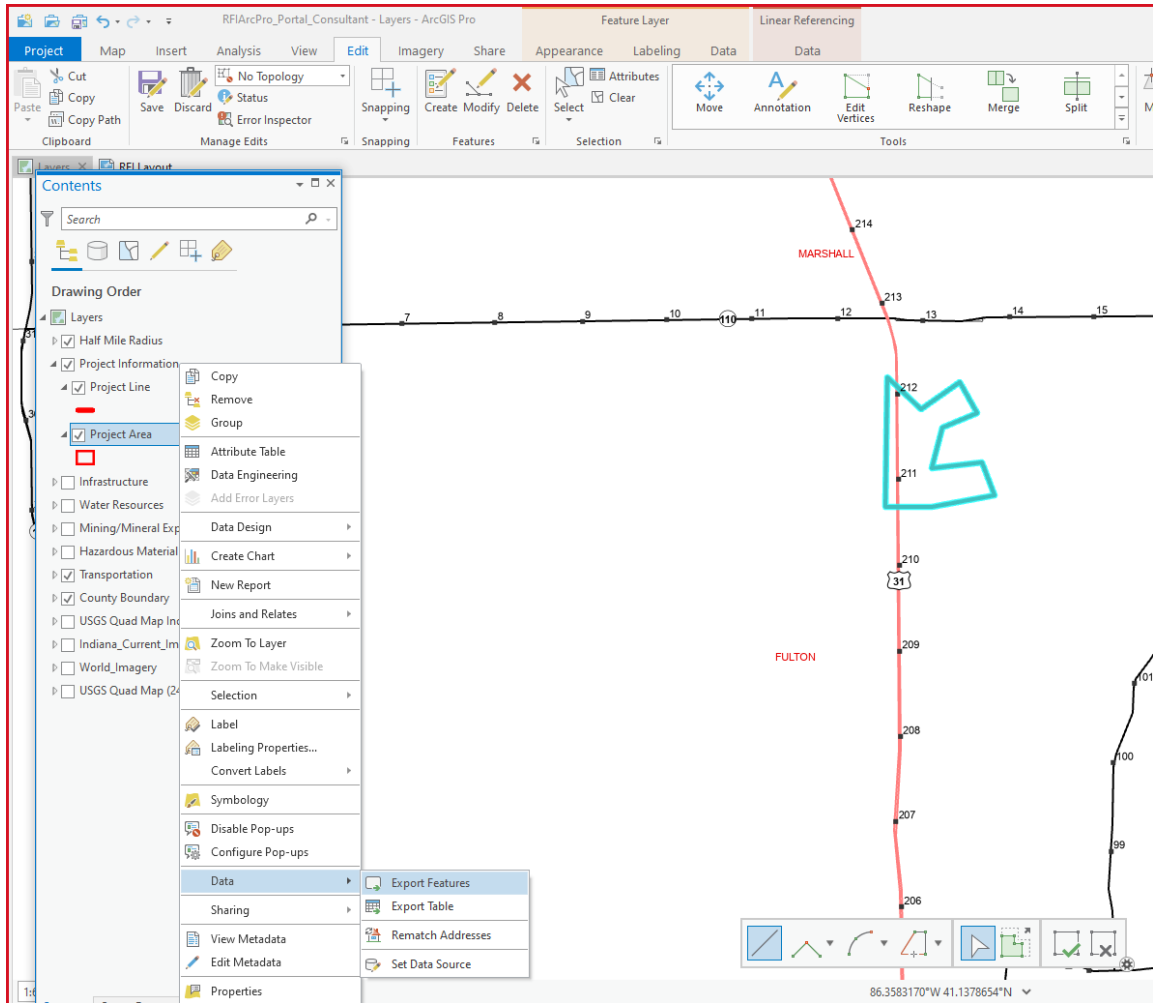 RFIArcPro_Portal_Consultant - Layers - ArcGIS Pro
Feature Layer
Linear Referencing
Project Map Insert Analysis View Edit Imagery Share Appearance Labeling Data Data
Paste
Cut
Copy
Copy Path
Clipboard
Save Discard
No Topology
Status
Error Inspector
Manage Edits
Snapping
Snapping
Create Modify Delete
Features
Select
Attributes
Clear
Selection
Move
Annotation
Edit
Vertices
Reshape
Merge
Split
Tools
Layers RFI Layout
Contents
Search
Drawing Order
Layers
Half Mile Radius
Project Information
Project Line
Project Area
Infrastructure
Water Resources
Mining/Mineral Exp
Hazardous Material
Transportation
County Boundary
USGS Quad Map Ind
Indiana_Current_Im
World_Imagery
USGS Quad Map (24
Copy
Remove
Group
Attribute Table
Data Engineering
Add Error Layers
Data Design
Create Chart
New Report
Joins and Relates
Zoom To Layer
Zoom To Make Visible
Selection
Label
Labeling Properties...
Convert Labels
Symbology
Disable Pop-ups
Configure Pop-ups
Data
Sharing
View Metadata
Edit Metadata
Properties
Export Features
Export Table
Rematch Addresses
Set Data Source
214
MARSHALL
213
7 8 9 10 110 11 12 13 14 15
212
211
210
31
209
FULTON
208
207
206
101
100
99
86.3583170°W 41.1378654°N